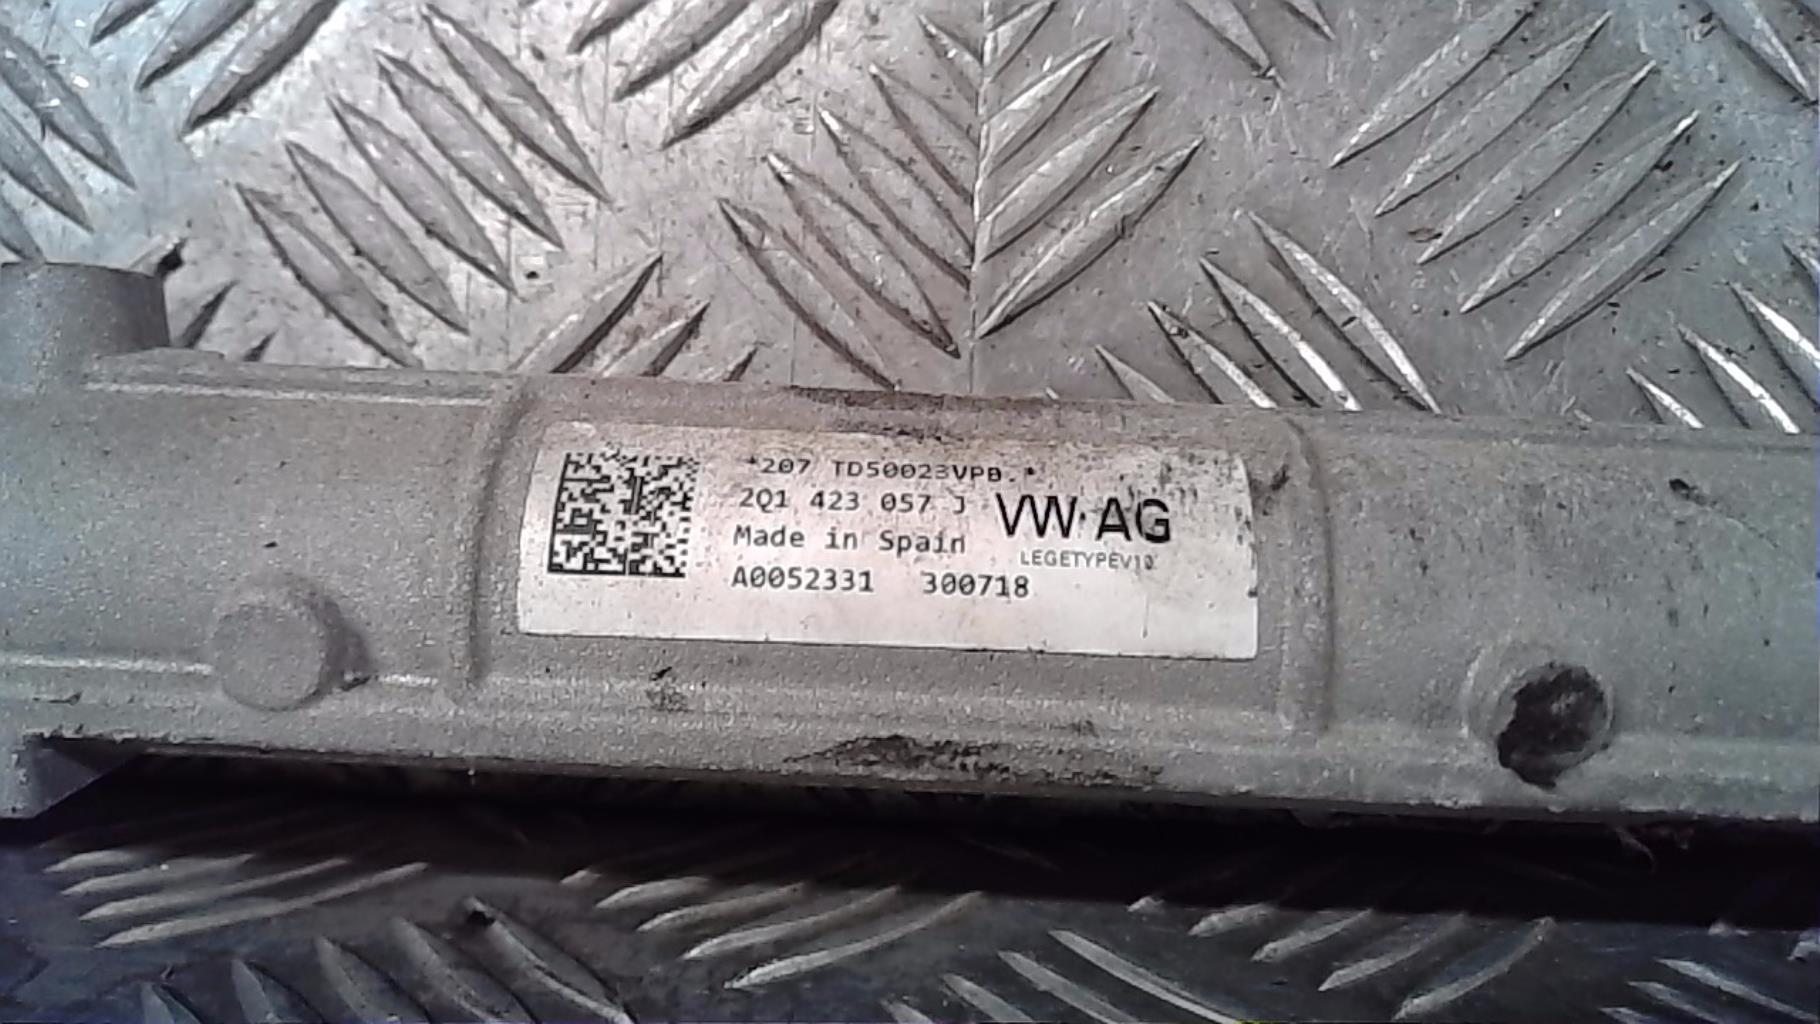 *207 TD50023VPB.*
2Q1 423 057 J
VW AG
Made in Spain
LEGETYPEV10
A0052331 300718